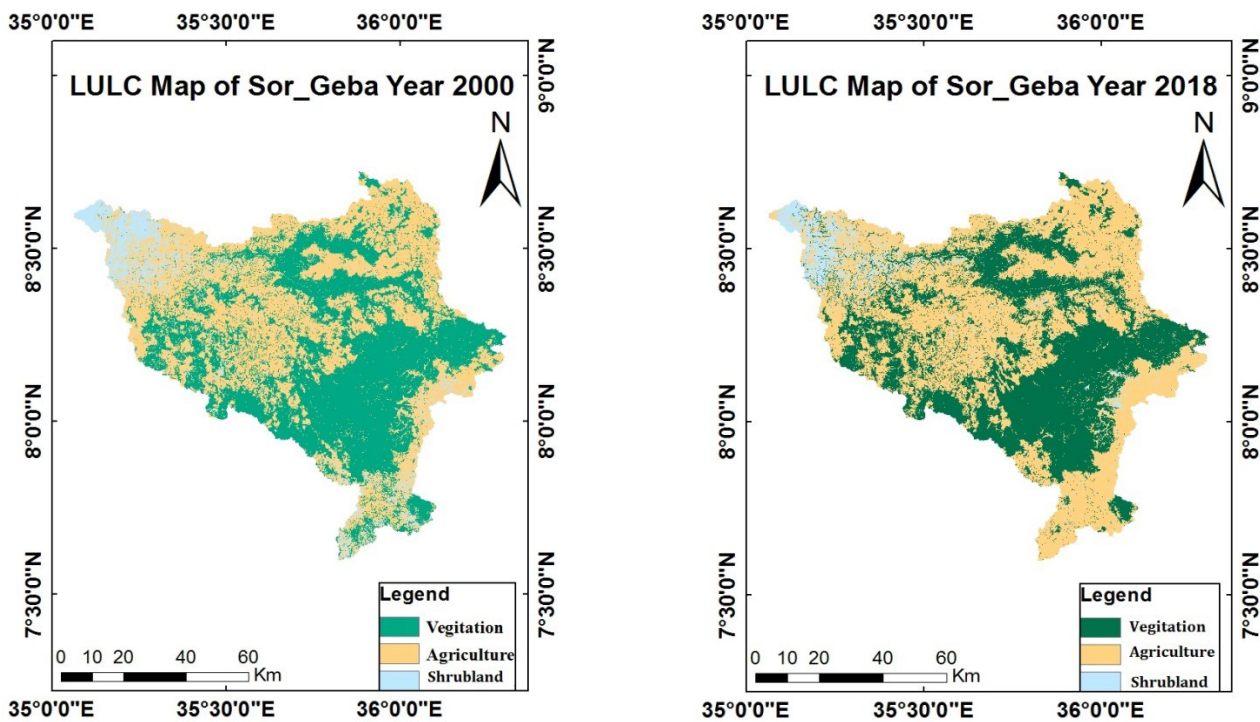 35°0'0"E 35°30'0"E 36°0'0"E
LULC Map of Sor_Geba Year 2000
N
9°0'0"N
8°30'0"N 8°30'0"N
8°0'0"N 8°0'0"N
7°30'0"N 7°30'0"N
Legend
Vegitation
Agriculture
Shrubland
0 10 20 40 60
Km
35°0'0"E 35°30'0"E 36°0'0"E
35°0'0"E 35°30'0"E 36°0'0"E
LULC Map of Sor_Geba Year 2018
N
9°0'0"N
8°30'0"N 8°30'0"N
8°0'0"N 8°0'0"N
7°30'0"N 7°30'0"N
Legend
Vegitation
Agriculture
Shrubland
0 10 20 40 60
Km
35°0'0"E 35°30'0"E 36°0'0"E